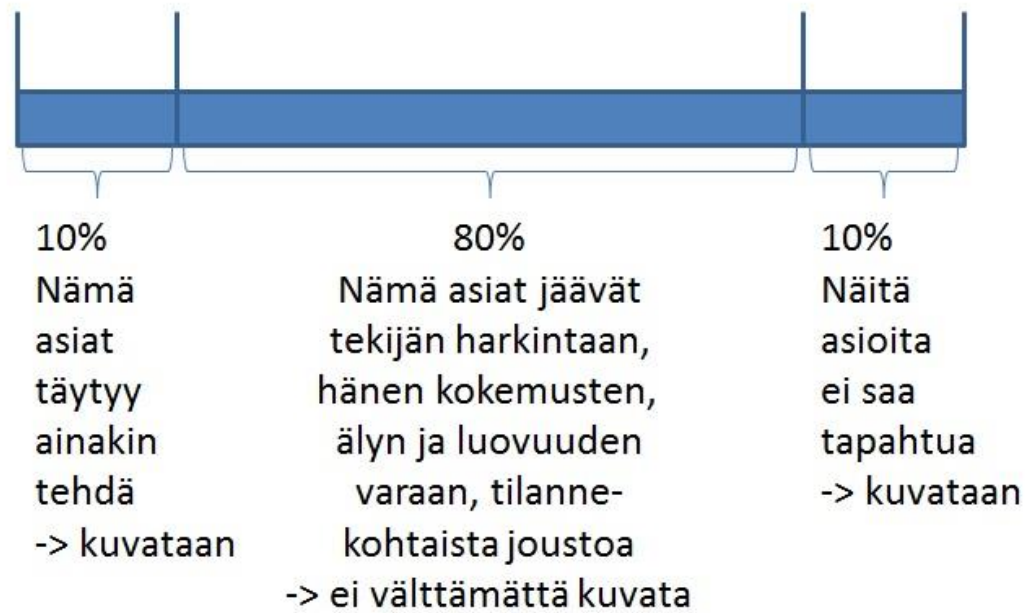 10%
Nämä
asiat
täytyy
ainakin
tehdä
-> kuvataan
80%
Nämä asiat jäävät
tekijän harkintaan,
hänen kokemusten,
älyn ja luovuuden
varaan, tilanne-
kohtaista joustoa
-> ei välttämättä kuvata
10%
Näitä
asioita
ei saa
tapahtua
-> kuvataan